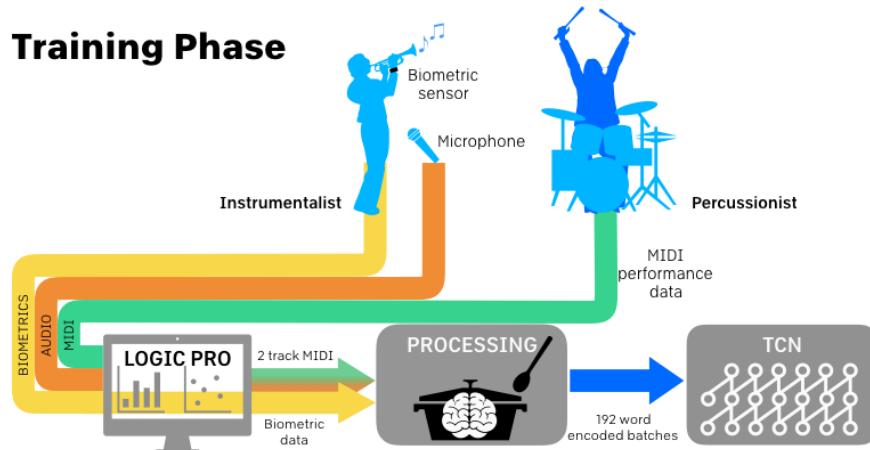 Training Phase
Biometric
sensor
Microphone
Instrumentalist
Percussionist
MIDI
performance
data
BIOMETRICS
AUDIO
MIDI
LOGIC PRO
2 track MIDI
Biometric
data
PROCESSING
192 word
encoded batches
TCN